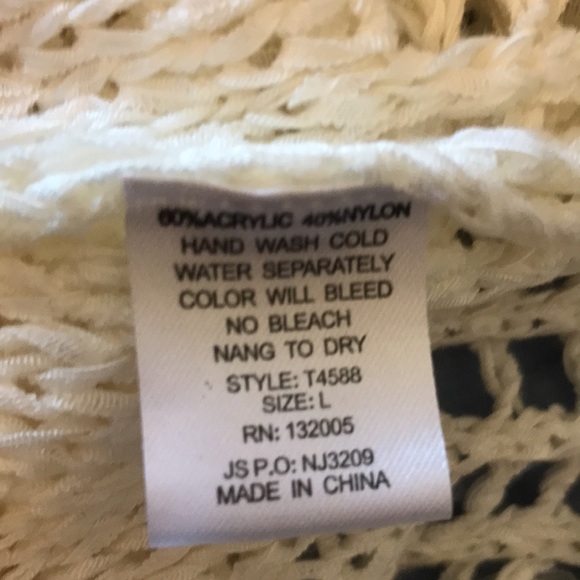 60%ACRYLIC 40%NYLON
HAND WASH COLD
WATER SEPARATELY
COLOR WILL BLEED
NO BLEACH
NANG TO DRY
STYLE: T4588
SIZE: L
RN: 132005
JS P.O: NJ3209
MADE IN CHINA